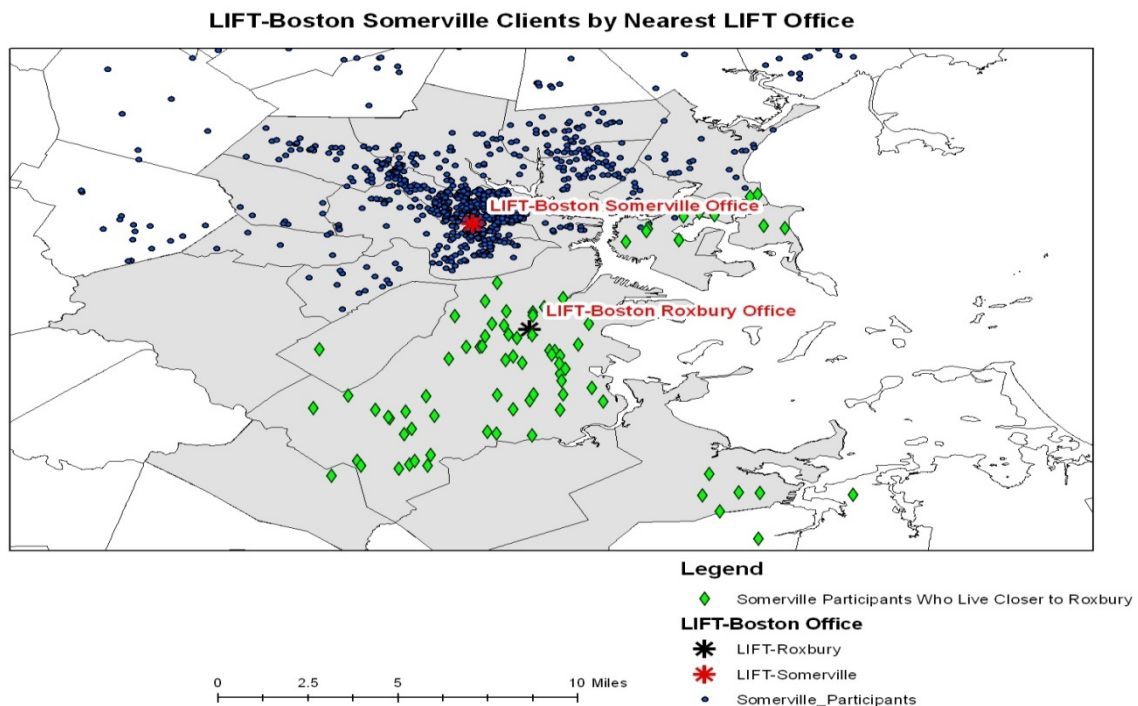 LIFT-Boston Somerville Clients by Nearest LIFT Office
LIFT-Boston Somerville Office
LIFT-Boston Roxbury Office
Legend
Somerville Participants Who Live Closer to Roxbury
LIFT-Boston Office
LIFT-Roxbury
LIFT-Somerville
Somerville_Participants
0 2.5 5 10 Miles